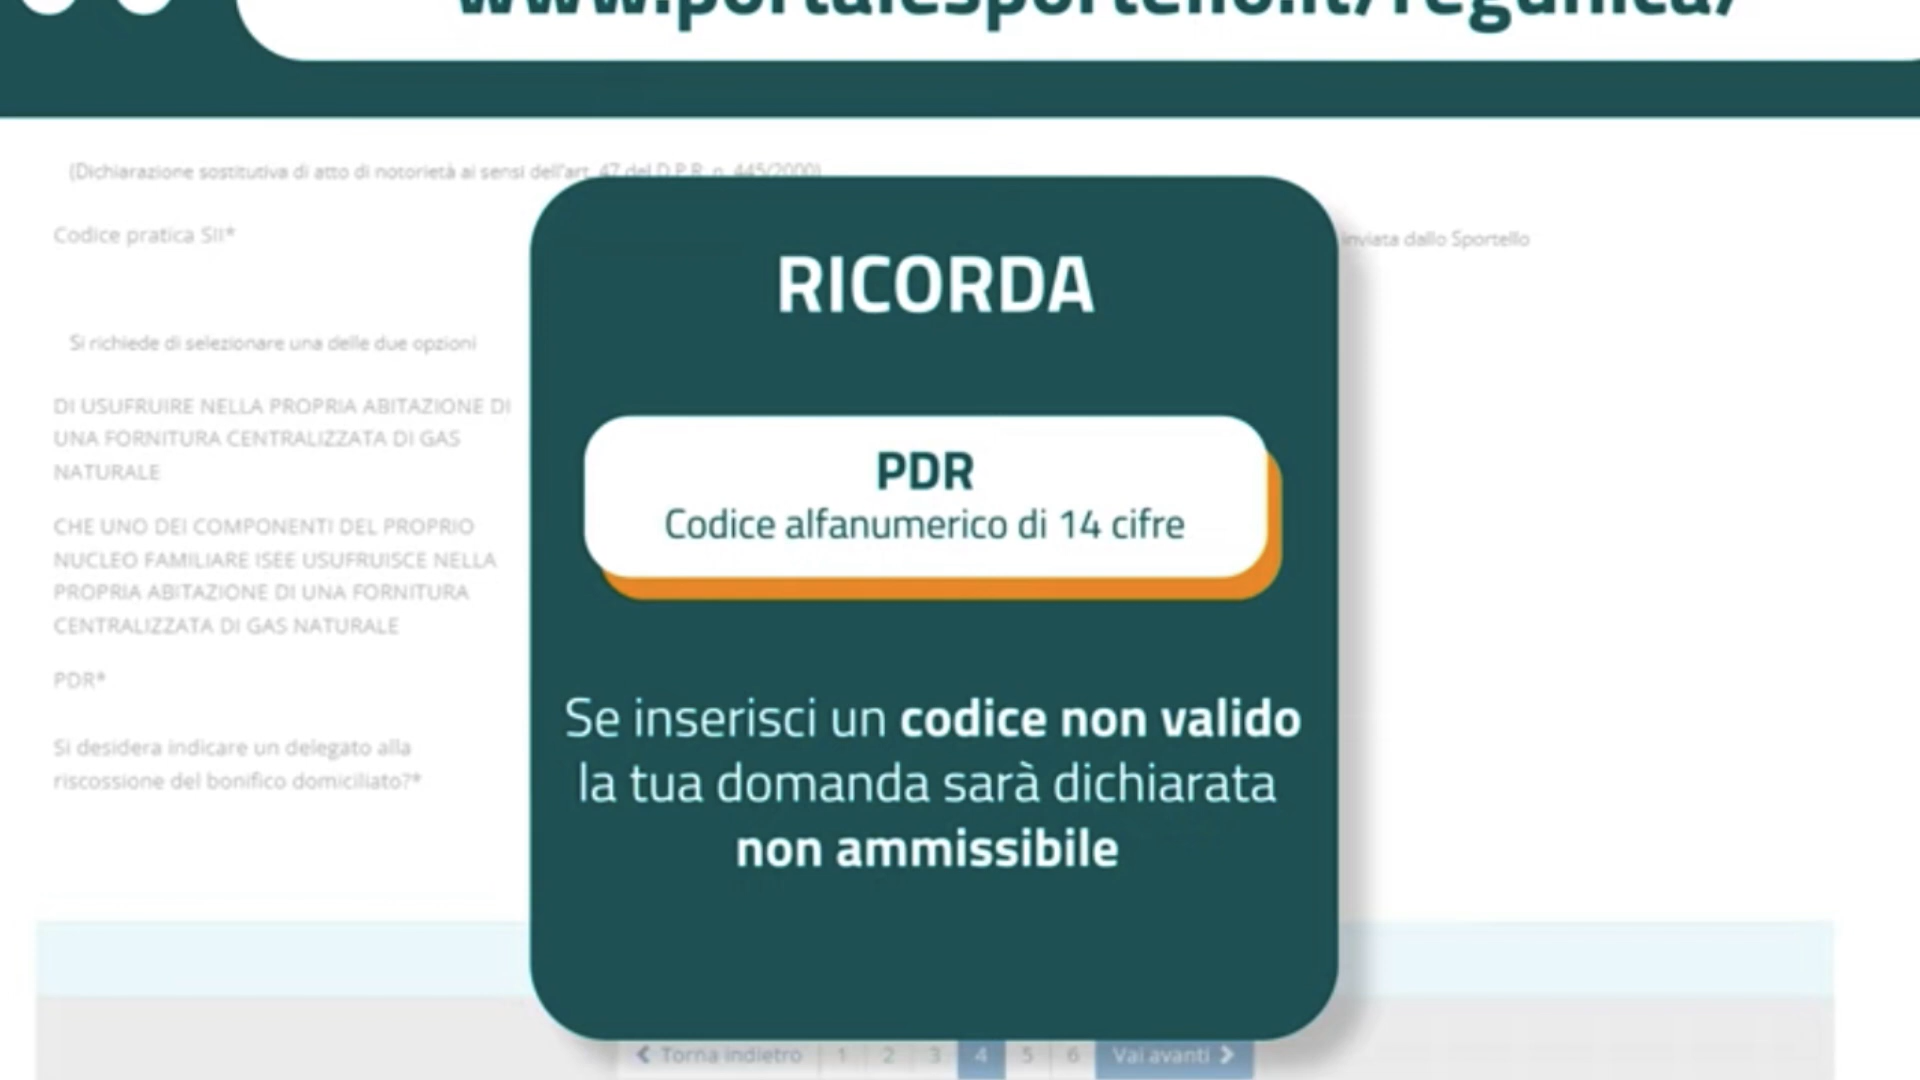 www.portalesportello.it/regunica/
(Dichiarazione sostitutiva di atto di notorietà ai sensi dell'art. 47 del D.P.R. n. 445/2000)
Codice pratica SII*
inviata dallo Sportello
RICORDA
Si richiede di selezionare una delle due opzioni
DI USUFRUIRE NELLA PROPRIA ABITAZIONE DI
UNA FORNITURA CENTRALIZZATA DI GAS
NATURALE
PDR
Codice alfanumerico di 14 cifre
CHE UNO DEI COMPONENTI DEL PROPRIO
NUCLEO FAMILIARE ISEE USUFRUISCE NELLA
PROPRIA ABITAZIONE DI UNA FORNITURA
CENTRALIZZATA DI GAS NATURALE
PDR*
Se inserisci un codice non valido
la tua domanda sarà dichiarata
non ammissibile
Si desidera indicare un delegato alla
riscossione del bonifico domiciliato?*
Torna indietro 1 2 3 4 5 6 Vai avanti